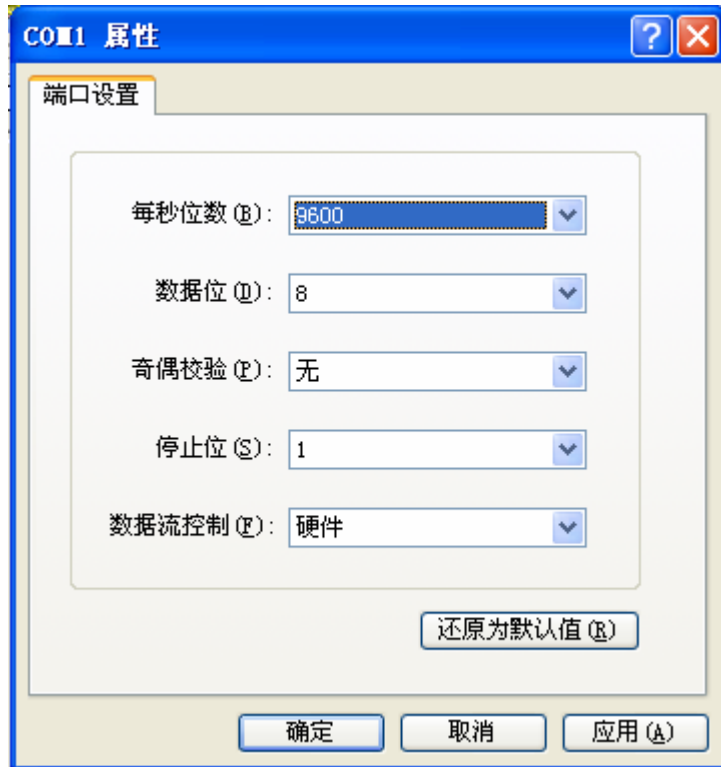 COM1 属性
端口设置
每秒位数(B): 9600
数据位(D): 8
奇偶校验(P): 无
停止位(S): 1
数据流控制(F): 硬件
还原为默认值(R)
确定 取消 应用(A)